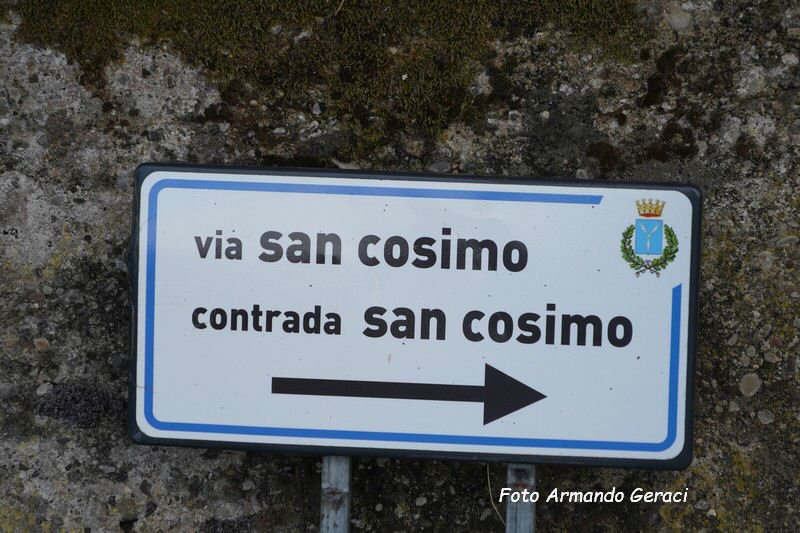 via san cosimo
contrada san cosimo
Foto Armando Geraci